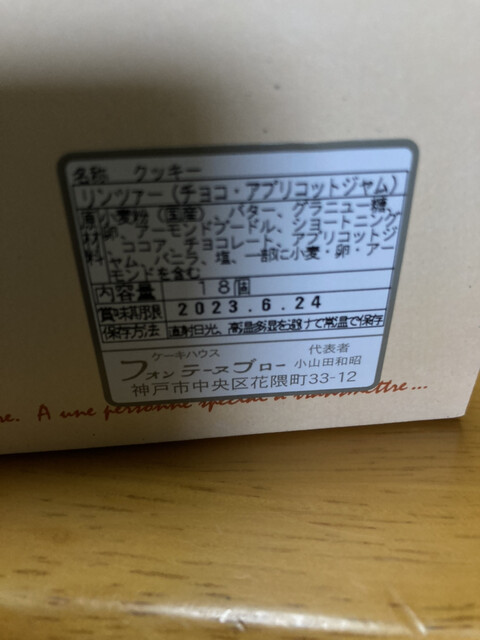 名称 クッキー
リンツァー(チョコ・アプリコットジャム)
原材料 小麦粉(国産)、バター、グラニュー糖、
卵、アーモンドプードル、ショートニング
、ココア、チョコレート、アプリコットジ
ャム、バニラ、塩、一部に小麦・卵・ア
モンドを含む
内容量 18個
賞味期限 2023.6.24
保存方法 直射日光、高温多湿を避けて常温で保存
ケーキハウス 代表者
フォンテーヌブロー 小山田和昭
神戸市中央区花隈町33-12
A une personne special a transmettre...